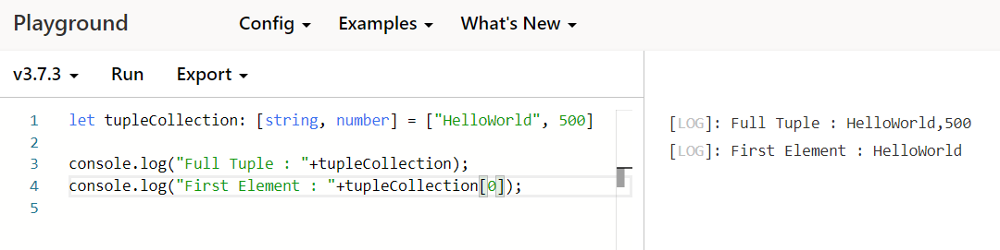 Playground Config Examples What's New
v3.7.3 Run Export
1 let tupleCollection: [string, number] = ["HelloWorld", 500]
2
3 console.log("Full Tuple : "+tupleCollection);
4 console.log("First Element : "+tupleCollection[0]);
5
[LOG]: Full Tuple : HelloWorld,500
[LOG]: First Element : HelloWorld